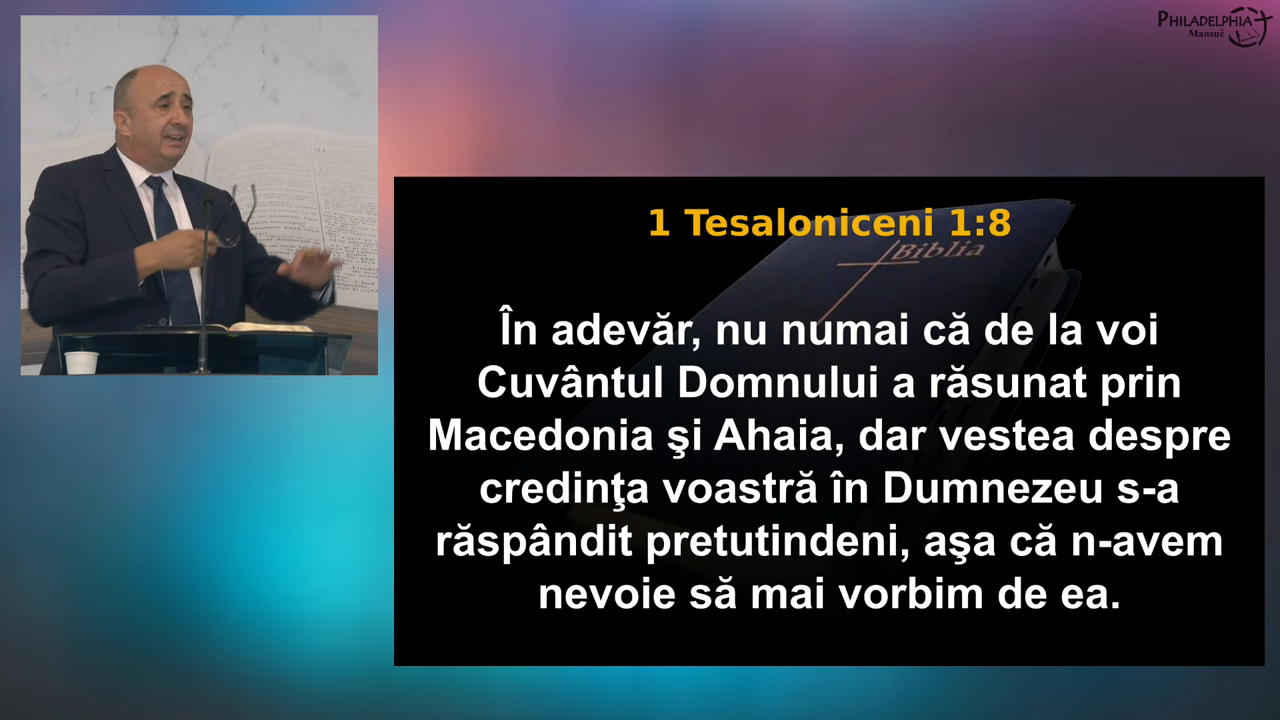 PHILADELPHIA
Mansuè
1 Tesaloniceni 1:8
Biblia
În adevăr, nu numai că de la voi
Cuvântul Domnului a răsunat prin
Macedonia şi Ahaia, dar vestea despre
credinţa voastră în Dumnezeu s-a
răspândit pretutindeni, aşa că n-avem
nevoie să mai vorbim de ea.